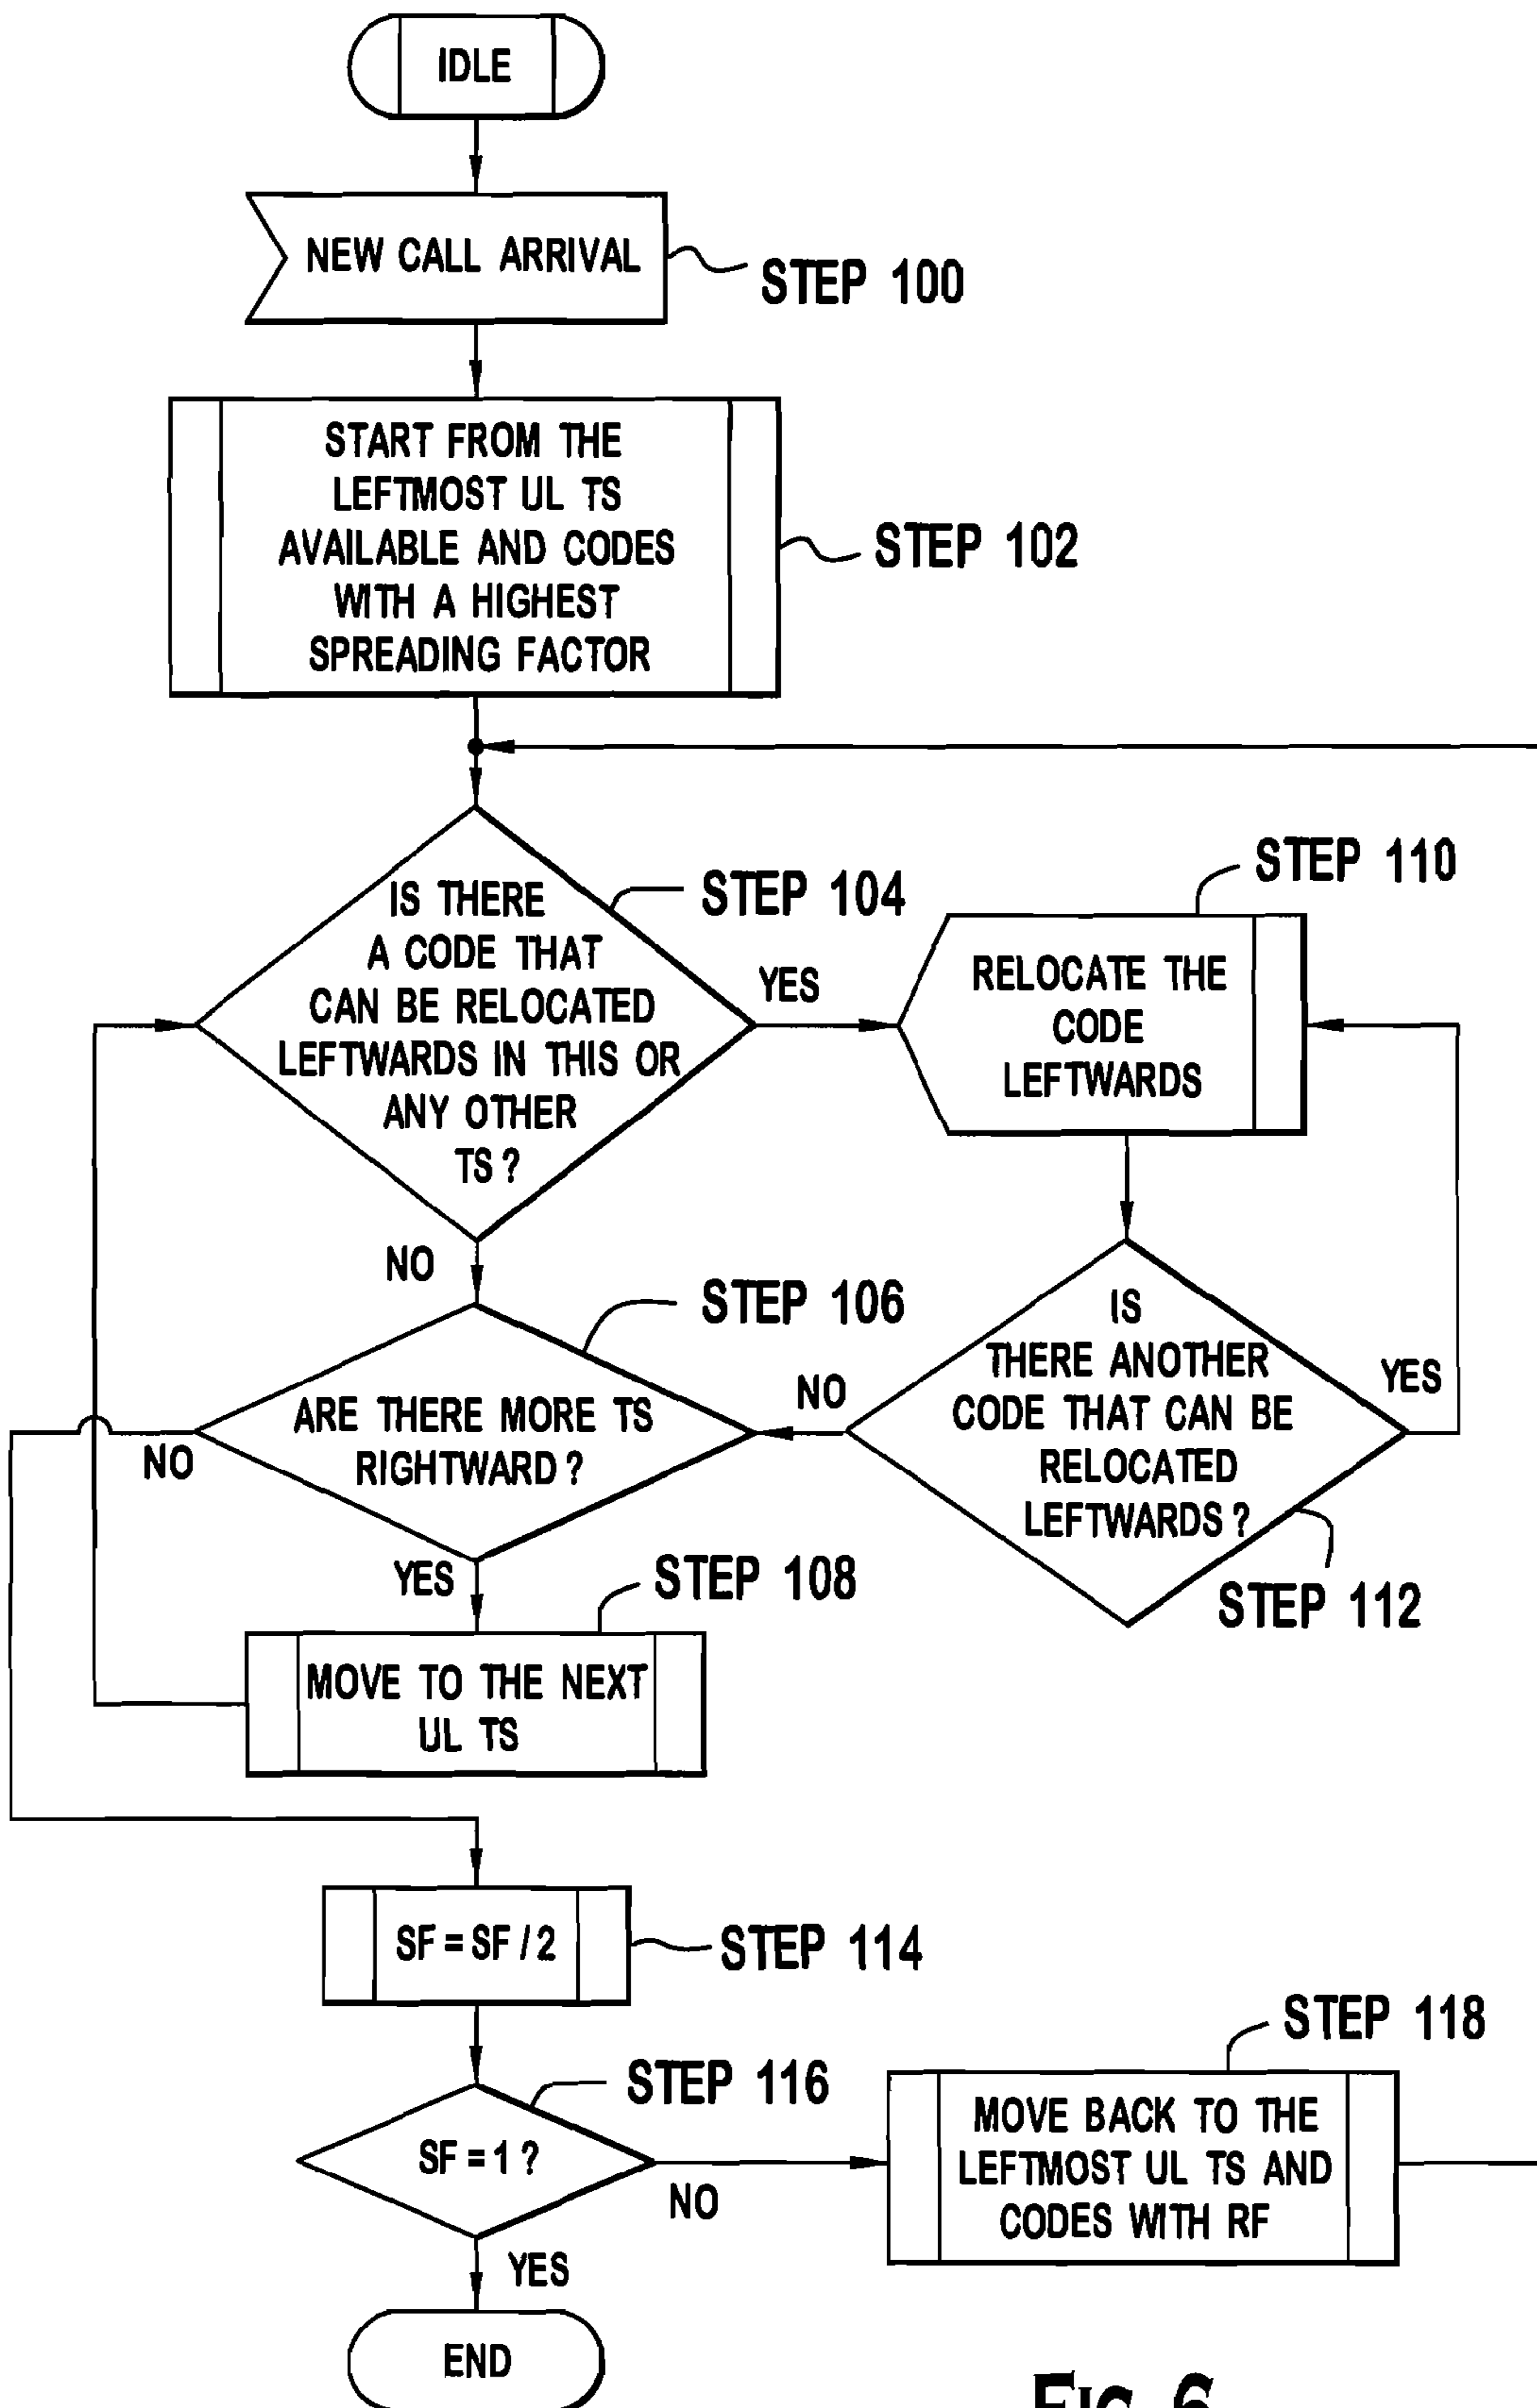 IDLE
NEW CALL ARRIVAL
STEP 100
START FROM THE
LEFTMOST UL TS
AVAILABLE AND CODES
WITH A HIGHEST
SPREADING FACTOR
STEP 102
IS THERE
A CODE THAT
CAN BE RELOCATED
LEFTWARDS IN THIS OR
ANY OTHER
TS ?
STEP 104
YES
NO
RELOCATE THE
CODE
LEFTWARDS
STEP 110
IS
THERE ANOTHER
CODE THAT CAN BE
RELOCATED
LEFTWARDS ?
STEP 112
YES
NO
ARE THERE MORE TS
RIGHTWARD ?
STEP 106
NO
YES
MOVE TO THE NEXT
UL TS
STEP 108
SF = SF / 2
STEP 114
SF = 1 ?
STEP 116
NO
YES
MOVE BACK TO THE
LEFTMOST UL TS AND
CODES WITH RF
STEP 118
END
FIG. 6